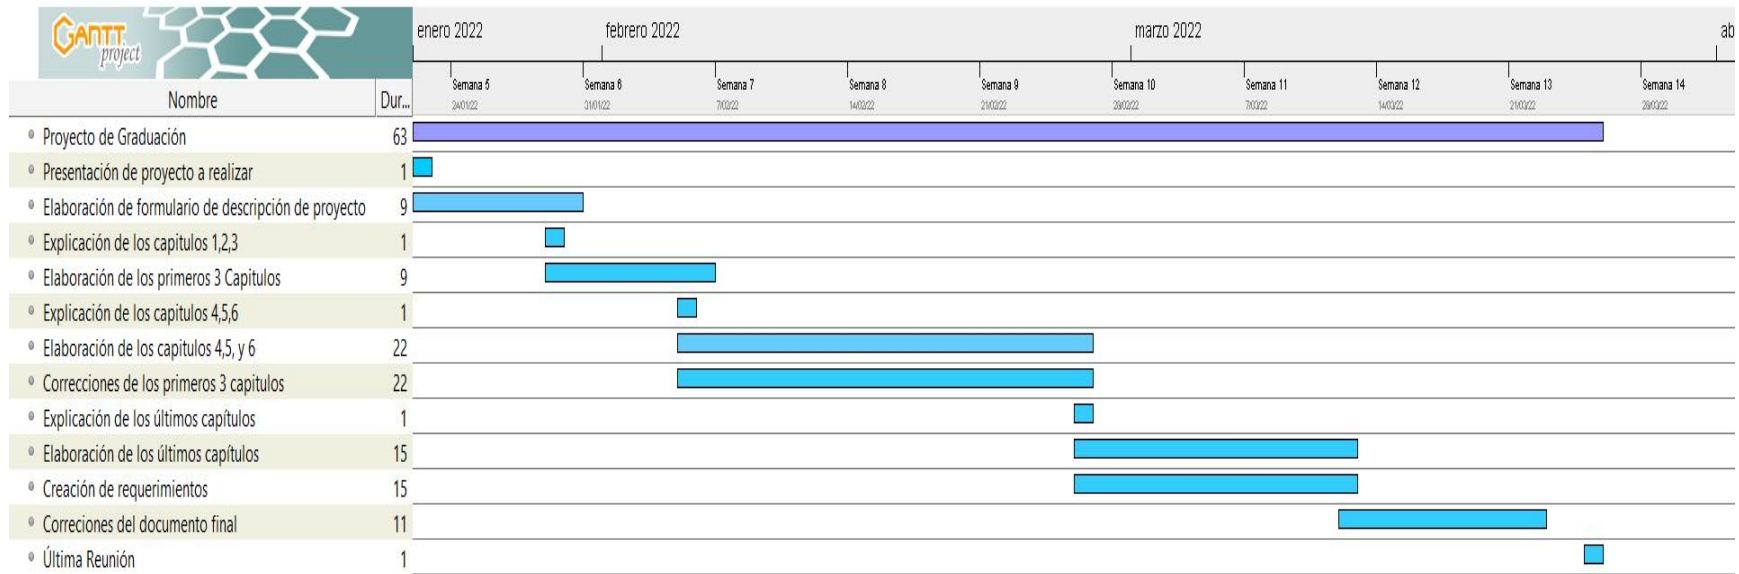 GANTT
project
enero 2022 febrero 2022 marzo 2022 ab
Semana 5 Semana 6 Semana 7 Semana 8 Semana 9 Semana 10 Semana 11 Semana 12 Semana 13 Semana 14
24/01/22 31/01/22 7/02/22 14/02/22 21/02/22 28/02/22 7/03/22 14/03/22 21/03/22 28/03/22
Nombre Dur...
Proyecto de Graduación 63
Presentación de proyecto a realizar 1
Elaboración de formulario de descripción de proyecto 9
Explicación de los capitulos 1,2,3 1
Elaboración de los primeros 3 Capitulos 9
Explicación de los capitulos 4,5,6 1
Elaboración de los capitulos 4,5, y 6 22
Correcciones de los primeros 3 capitulos 22
Explicación de los últimos capítulos 1
Elaboración de los últimos capítulos 15
Creación de requerimientos 15
Correciones del documento final 11
Última Reunión 1